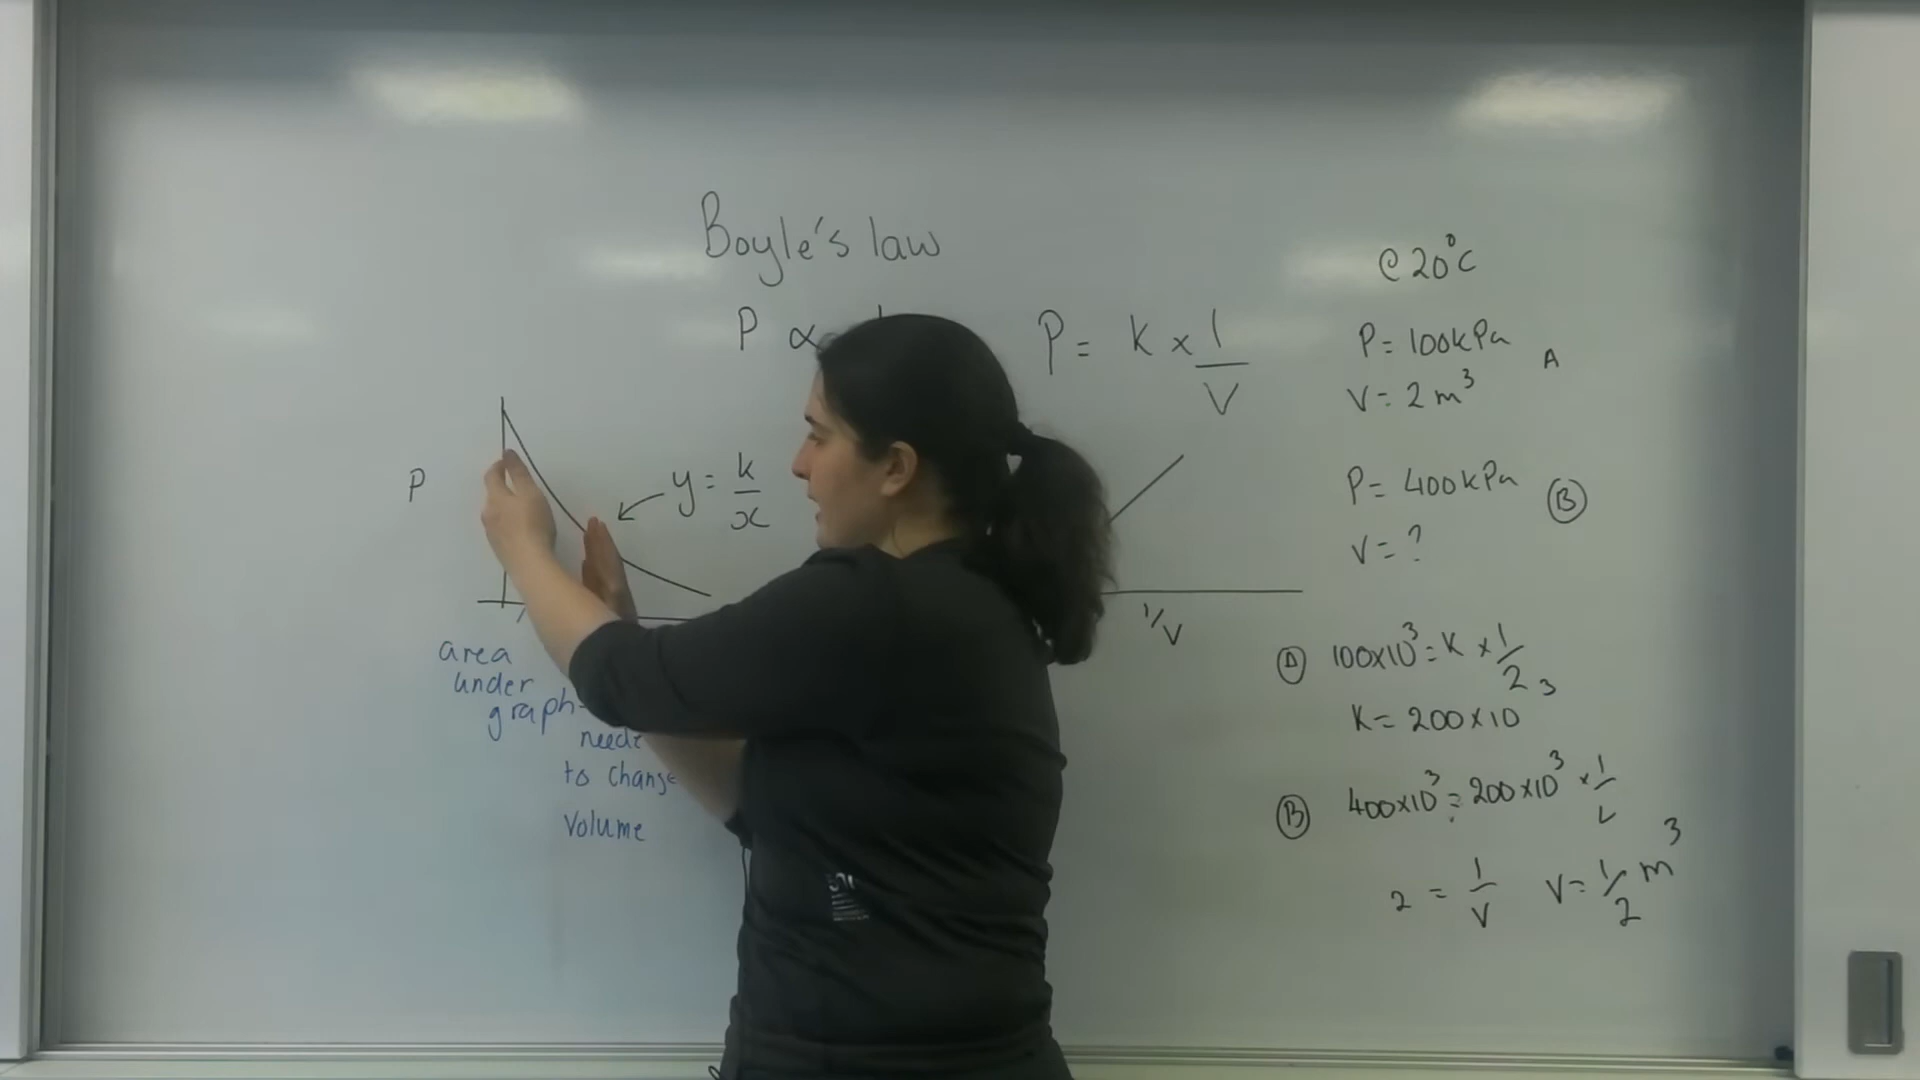 Boyle's law
P ∝
P = K × 1/V
P
y = k/x
1/V
area
under
graph
to change
Volume
@ 20°C
P = 100kPa
V = 2 m³
A
P = 400kPa
V = ?
B
A 100×10³ = K × 1/2
K = 200×10³
B 400×10³ = 200×10³ × 1/
2 = 1/V V = 1/2 m³